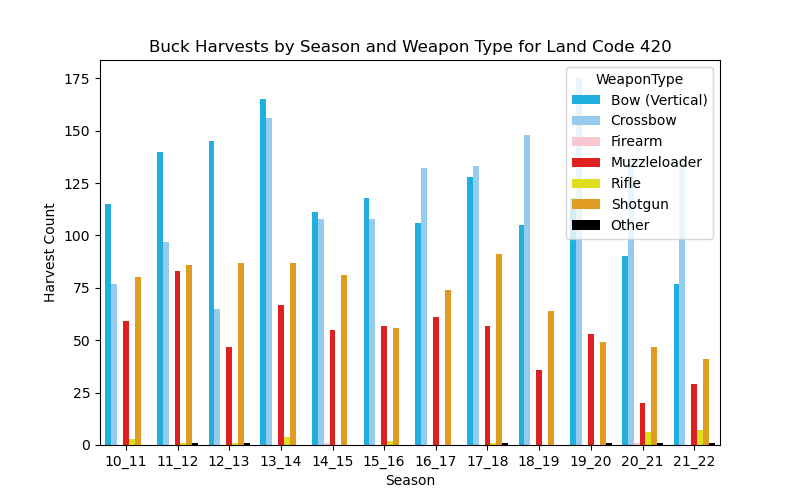 Buck Harvests by Season and Weapon Type for Land Code 420
175
150
125
100
75
50
25
0
Harvest Count
WeaponType
Bow (Vertical)
Crossbow
Firearm
Muzzleloader
Rifle
Shotgun
Other
10_11 11_12 12_13 13_14 14_15 15_16 16_17 17_18 18_19 19_20 20_21 21_22
Season